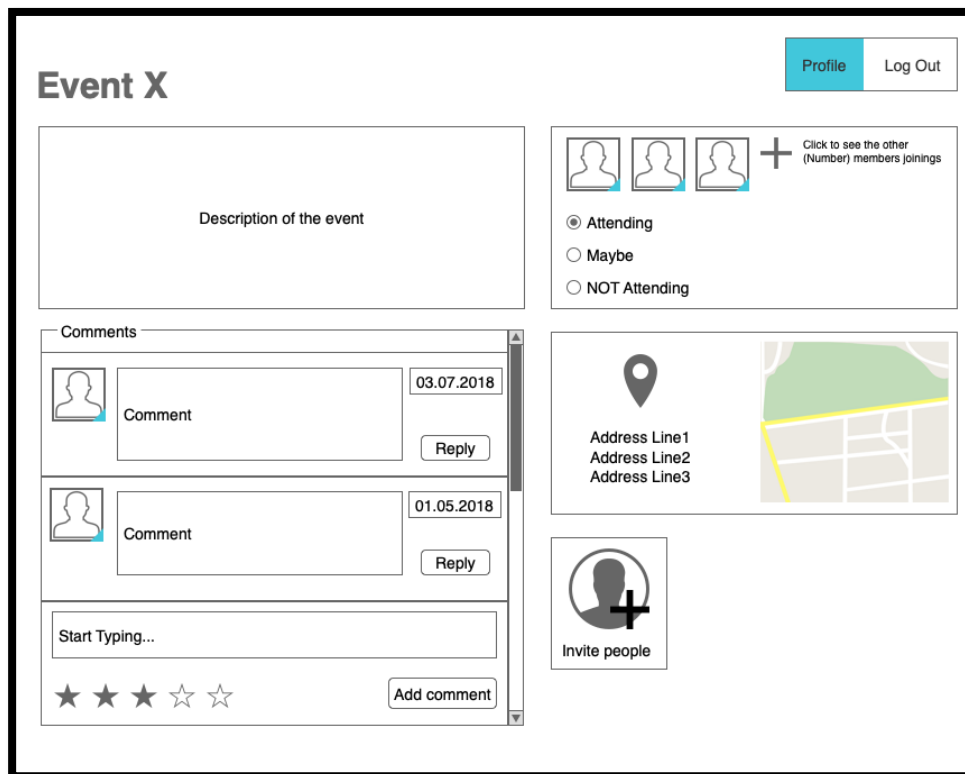 Profile
Log Out
Event X
Description of the event
Click to see the other
(Number) members joinings
Attending
Maybe
NOT Attending
Comments
Comment
03.07.2018
Reply
Comment
01.05.2018
Reply
Start Typing...
Add comment
Address Line1
Address Line2
Address Line3
Invite people